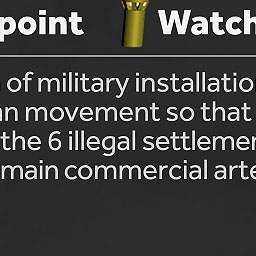 point Watch
of military installatio
an movement so that
the 6 illegal settlemen
main commercial arte